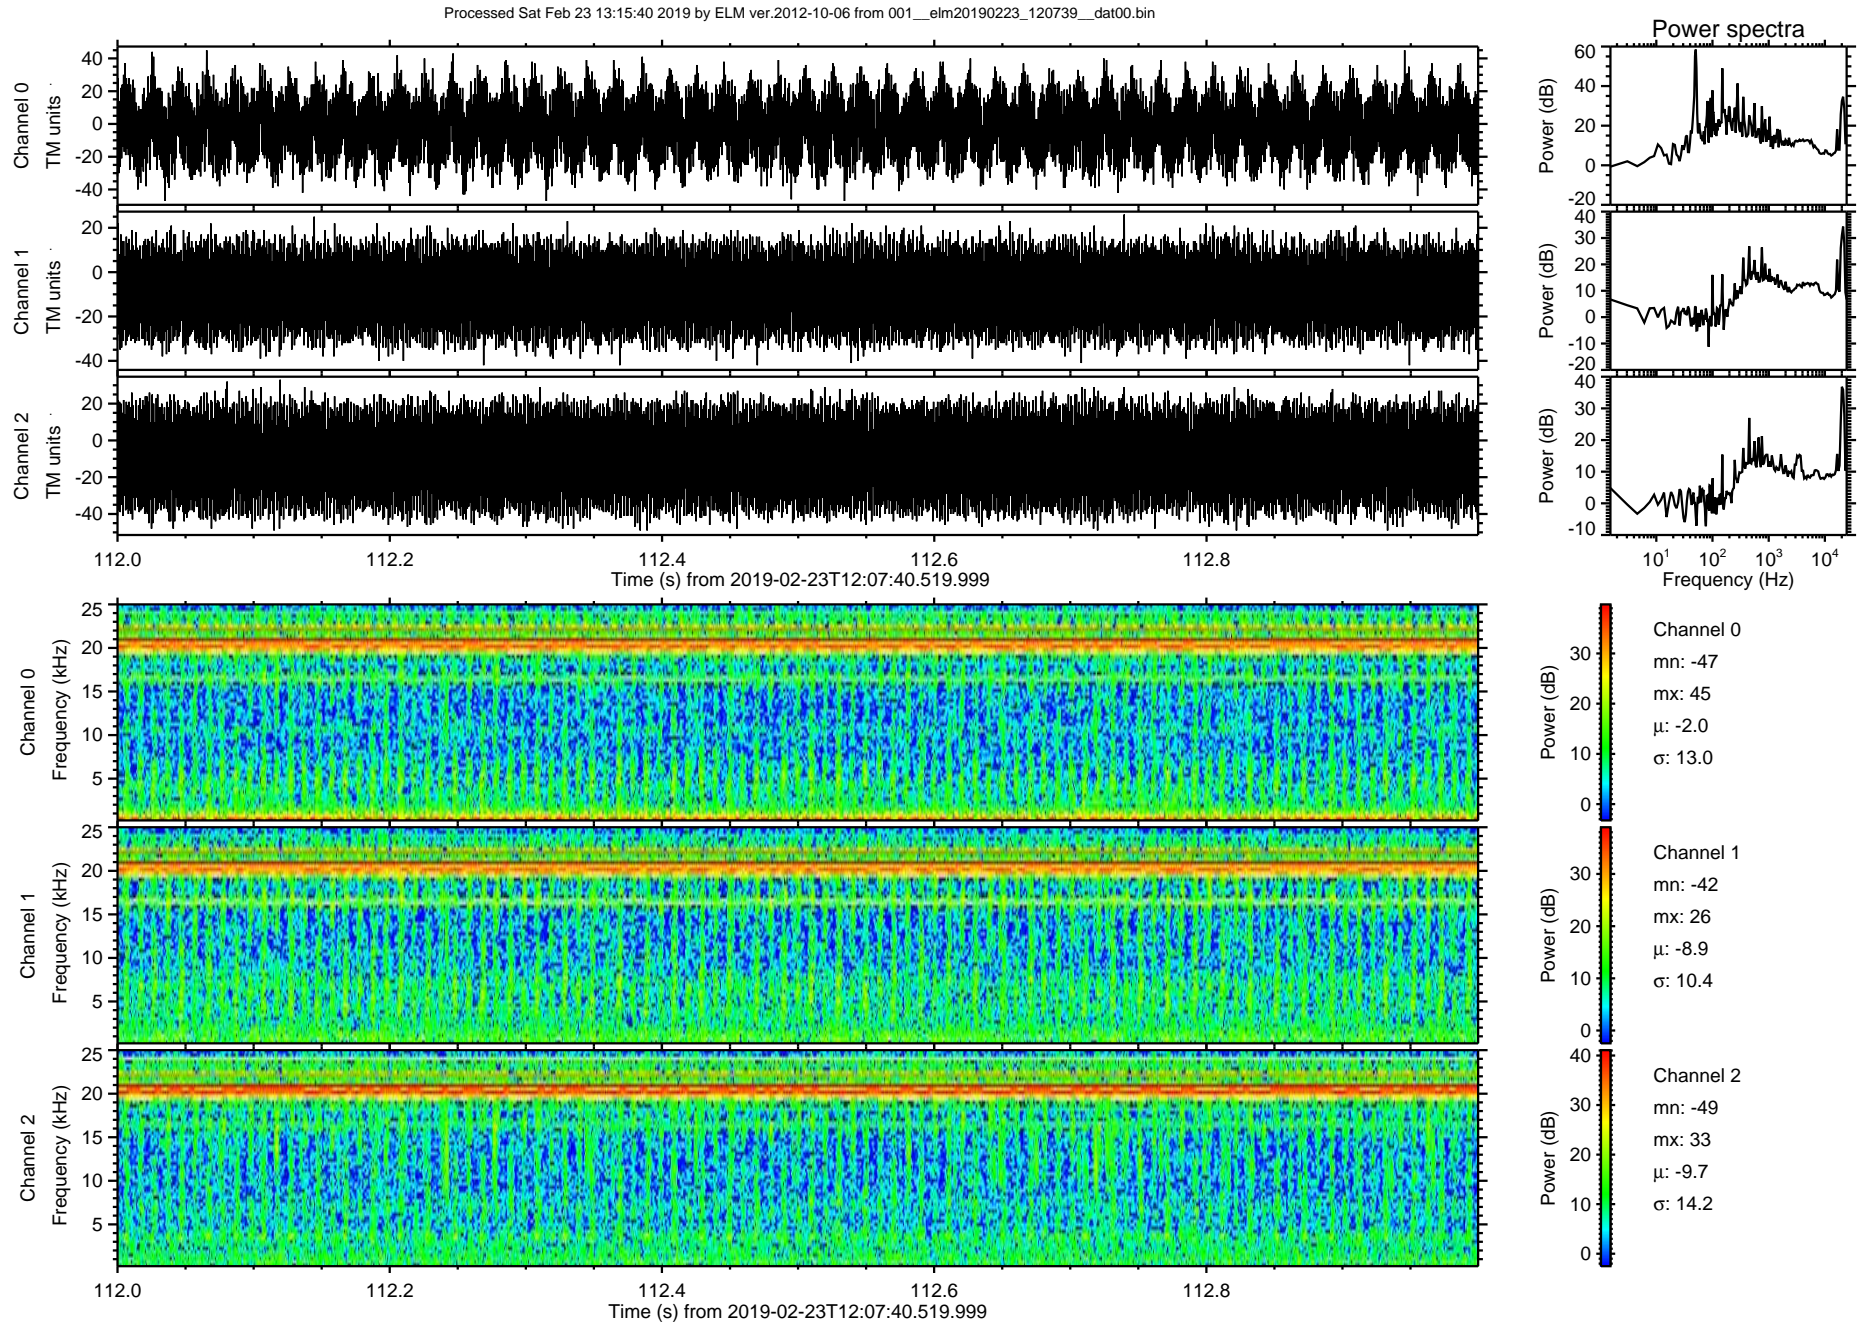 Processed Sat Feb 23 13:15:40 2019 by ELM ver.2012-10-06 from 001__elm20190223_120739__dat00.bin
Power spectra
Channel 0
TM units
40
20
0
-20
-40
Power (dB)
60
40
20
0
-20
Channel 1
TM units
20
0
-20
-40
Power (dB)
40
30
20
10
0
-10
-20
Channel 2
TM units
20
0
-20
-40
Power (dB)
40
30
20
10
0
-10
112.0 112.2 112.4 112.6 112.8
Time (s) from 2019-02-23T12:07:40.519.999
10¹ 10² 10³ 10⁴
Frequency (Hz)
Channel 0
Frequency (kHz)
25
20
15
10
5
Power (dB)
30
20
10
0
Channel 0
mn: -47
mx: 45
μ: -2.0
σ: 13.0
Channel 1
Frequency (kHz)
25
20
15
10
5
Power (dB)
30
20
10
0
Channel 1
mn: -42
mx: 26
μ: -8.9
σ: 10.4
Channel 2
Frequency (kHz)
25
20
15
10
5
Power (dB)
40
30
20
10
0
Channel 2
mn: -49
mx: 33
μ: -9.7
σ: 14.2
112.0 112.2 112.4 112.6 112.8
Time (s) from 2019-02-23T12:07:40.519.999